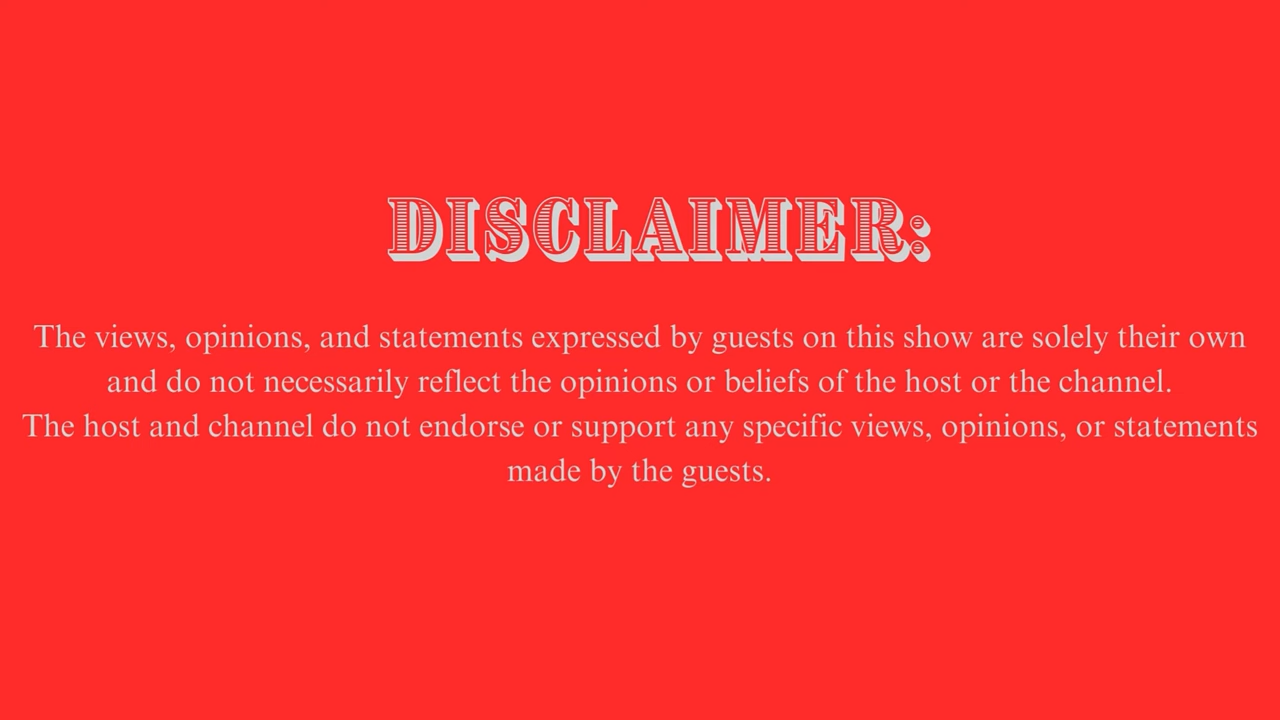 DISCLAIMER:
The views, opinions, and statements expressed by guests on this show are solely their own
and do not necessarily reflect the opinions or beliefs of the host or the channel.
The host and channel do not endorse or support any specific views, opinions, or statements
made by the guests.